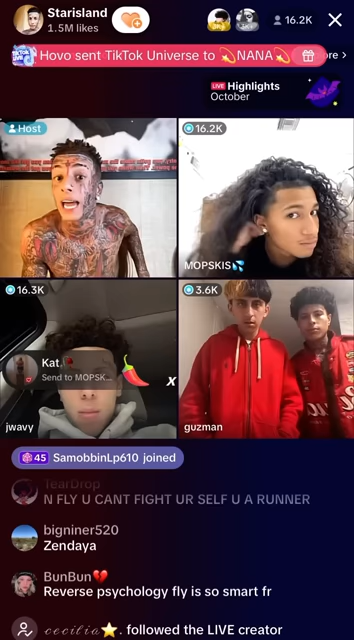 Starisland
1.5M likes
16.2K
Hovo sent TikTok Universe to 💫NANA💫
ore >
LIVE Highlights
October
Host
16.2K
MOPSKIS💦
16.3K
3.6K
Kat.🌹
Send to MOPSK...
x
jwavy
guzman
45 SamobbinLp610 joined
TearDrop
N FLY U CANT FIGHT UR SELF U A RUNNER
bigniner520
Zendaya
BunBun💔
Reverse psychology fly is so smart fr
𝓬𝓮𝓬𝓲𝓵𝓲𝓪⭐. followed the LIVE creator